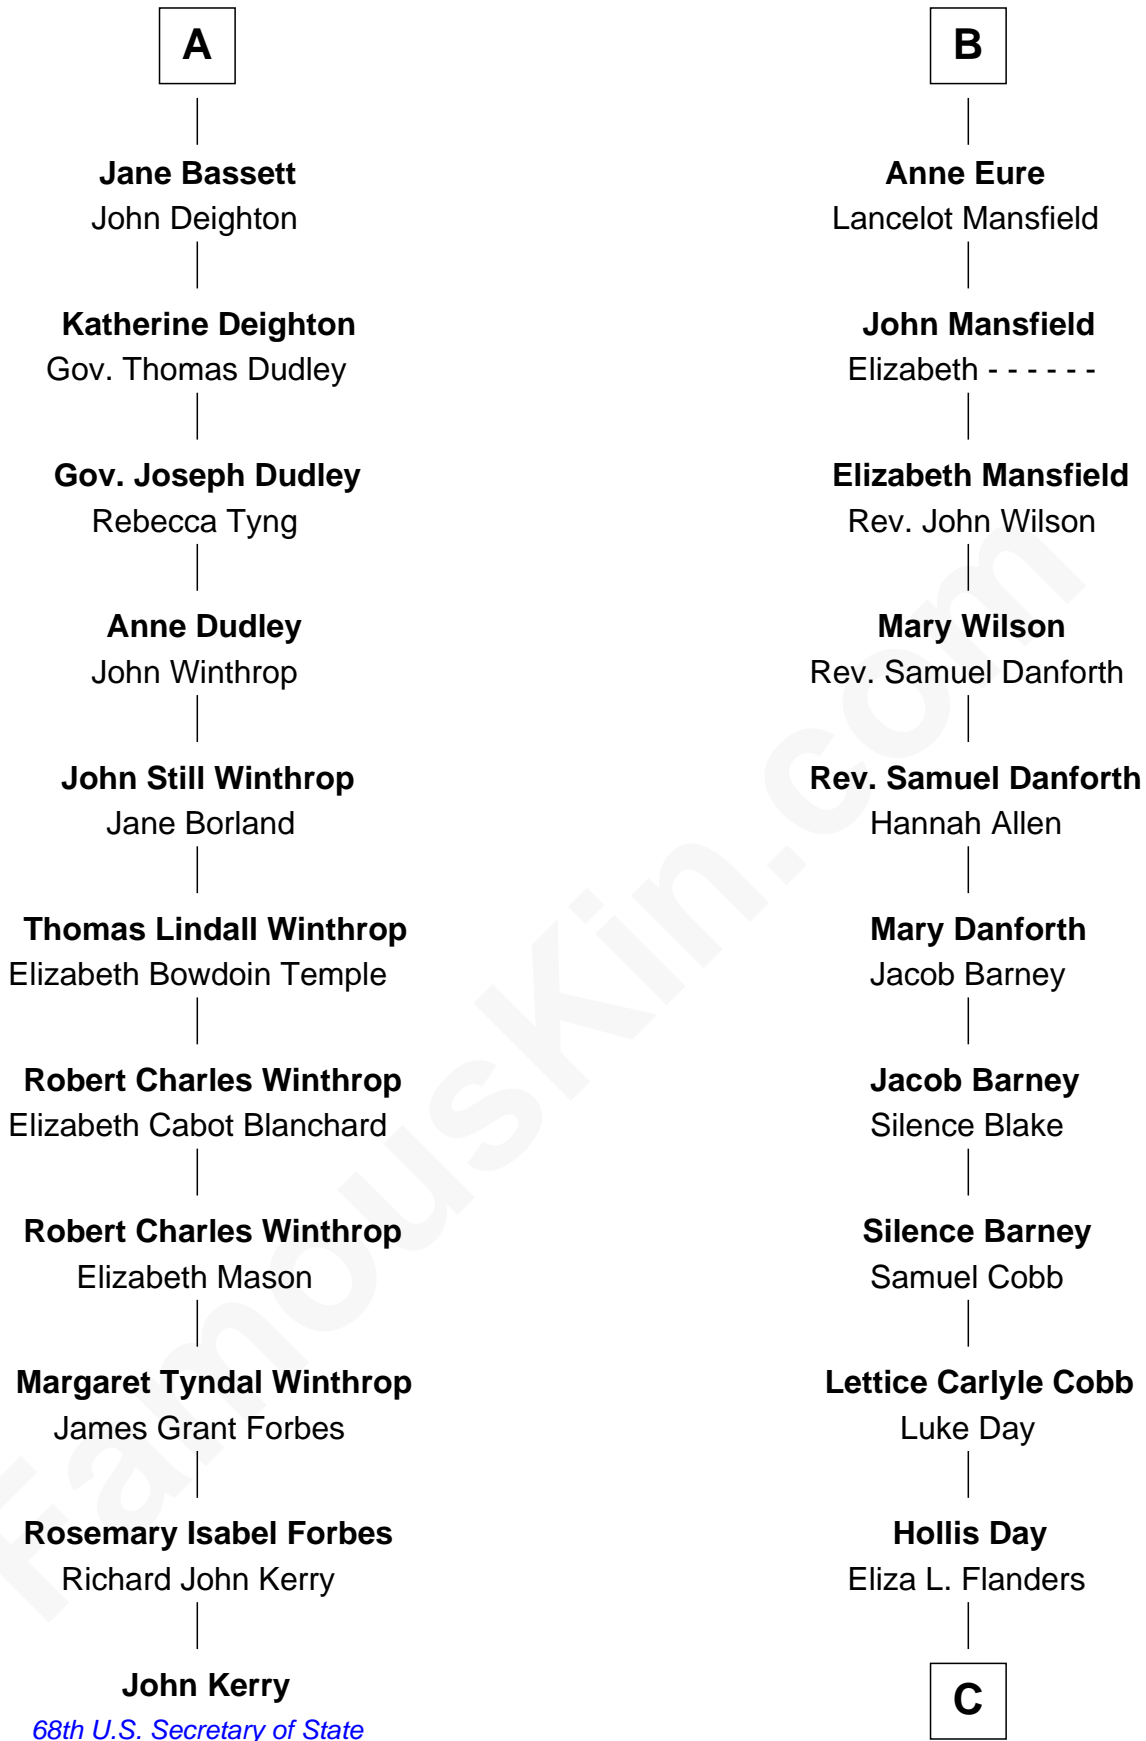 A
Jane Bassett
John Deighton
Katherine Deighton
Gov. Thomas Dudley
Gov. Joseph Dudley
Rebecca Tyng
Anne Dudley
John Winthrop
John Still Winthrop
Jane Borland
Thomas Lindall Winthrop
Elizabeth Bowdoin Temple
Robert Charles Winthrop
Elizabeth Cabot Blanchard
Robert Charles Winthrop
Elizabeth Mason
Margaret Tyndal Winthrop
James Grant Forbes
Rosemary Isabel Forbes
Richard John Kerry
John Kerry
68th U.S. Secretary of State
B
Anne Eure
Lancelot Mansfield
John Mansfield
Elizabeth - - - - - -
Elizabeth Mansfield
Rev. John Wilson
Mary Wilson
Rev. Samuel Danforth
Rev. Samuel Danforth
Hannah Allen
Mary Danforth
Jacob Barney
Jacob Barney
Silence Blake
Silence Barney
Samuel Cobb
Lettice Carlyle Cobb
Luke Day
Hollis Day
Eliza L. Flanders
C
FamousKin.com